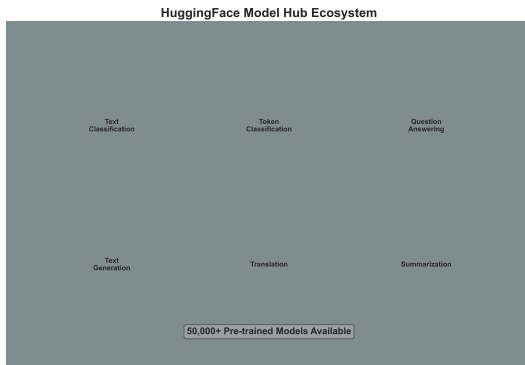 HuggingFace Model Hub Ecosystem
Text
Classification
Token
Classification
Question
Answering
Text
Generation
Translation
Summarization
50,000+ Pre-trained Models Available